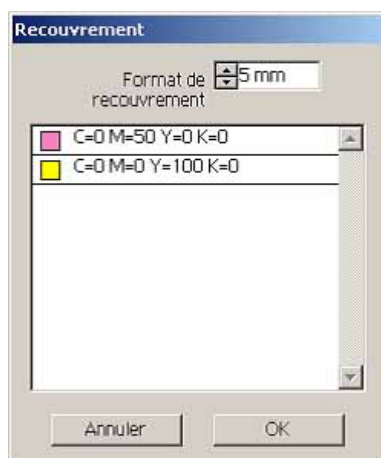 Recouvrement
Format de 5 mm
recouvrement
C=0 M=50 Y=0 K=0
C=0 M=0 Y=100 K=0
Annuler OK